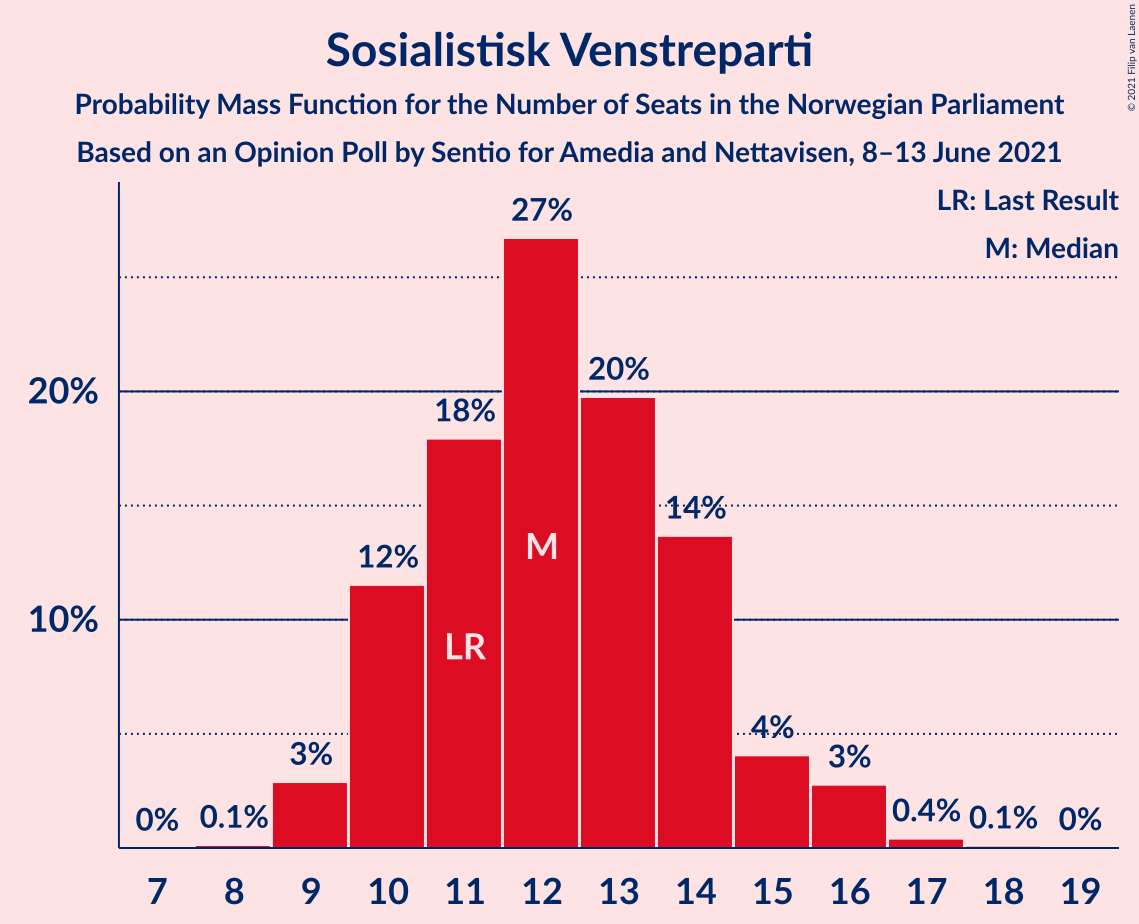 Sosialistisk Venstreparti
Probability Mass Function for the Number of Seats in the Norwegian Parliament
Based on an Opinion Poll by Sentio for Amedia and Nettavisen, 8–13 June 2021
© 2021 Filip van Laenen
LR: Last Result
M: Median
27%
20%
20%
18%
14%
M
12%
10%
LR
4%
3%
3%
0%
0.1%
0.4%
0.1%
0%
7 8 9 10 11 12 13 14 15 16 17 18 19